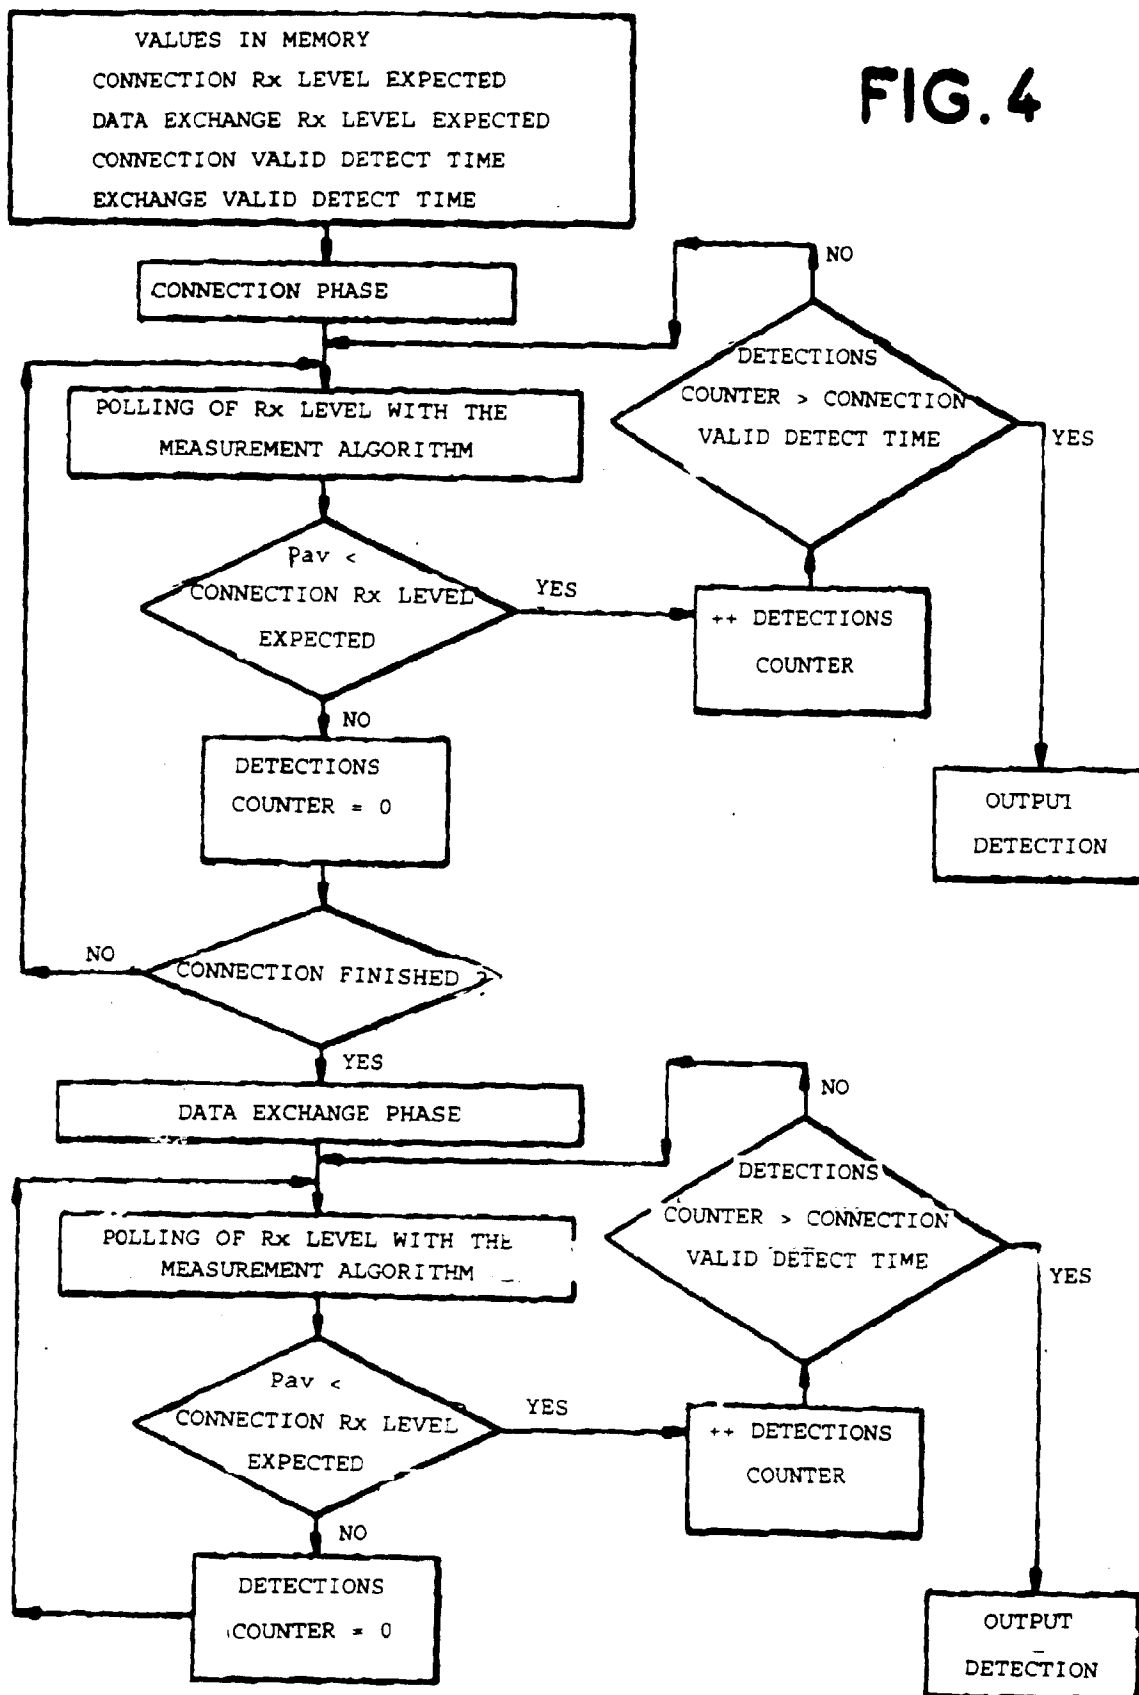 VALUES IN MEMORY
CONNECTION Rx LEVEL EXPECTED
DATA EXCHANGE Rx LEVEL EXPECTED
CONNECTION VALID DETECT TIME
EXCHANGE VALID DETECT TIME
FIG. 4
CONNECTION PHASE
NO
DETECTIONS
COUNTER > CONNECTION
VALID DETECT TIME
YES
POLLING OF Rx LEVEL WITH THE
MEASUREMENT ALGORITHM
Pav <
CONNECTION Rx LEVEL
EXPECTED
YES
++ DETECTIONS
COUNTER
NO
DETECTIONS
COUNTER = 0
OUTPUT
DETECTION
NO
CONNECTION FINISHED ?
YES
DATA EXCHANGE PHASE
NO
DETECTIONS
COUNTER > CONNECTION
VALID DETECT TIME
YES
POLLING OF Rx LEVEL WITH THE
MEASUREMENT ALGORITHM
Pav <
CONNECTION Rx LEVEL
EXPECTED
YES
++ DETECTIONS
COUNTER
NO
DETECTIONS
COUNTER = 0
OUTPUT
DETECTION